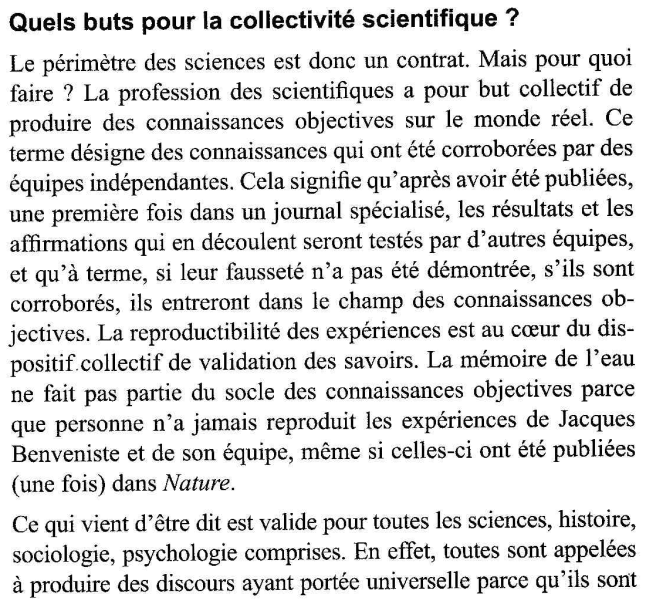 Quels buts pour la collectivité scientifique ?
Le périmètre des sciences est donc un contrat. Mais pour quoi
faire ? La profession des scientifiques a pour but collectif de
produire des connaissances objectives sur le monde réel. Ce
terme désigne des connaissances qui ont été corroborées par des
équipes indépendantes. Cela signifie qu’après avoir été publiées,
une première fois dans un journal spécialisé, les résultats et les
affirmations qui en découlent seront testés par d’autres équipes,
et qu’à terme, si leur fausseté n’a pas été démontrée, s’ils sont
corroborés, ils entreront dans le champ des connaissances ob-
jectives. La reproductibilité des expériences est au cœur du dis-
positif collectif de validation des savoirs. La mémoire de l’eau
ne fait pas partie du socle des connaissances objectives parce
que personne n’a jamais reproduit les expériences de Jacques
Benveniste et de son équipe, même si celles-ci ont été publiées
(une fois) dans Nature.
Ce qui vient d’être dit est valide pour toutes les sciences, histoire,
sociologie, psychologie comprises. En effet, toutes sont appelées
à produire des discours ayant portée universelle parce qu’ils sont